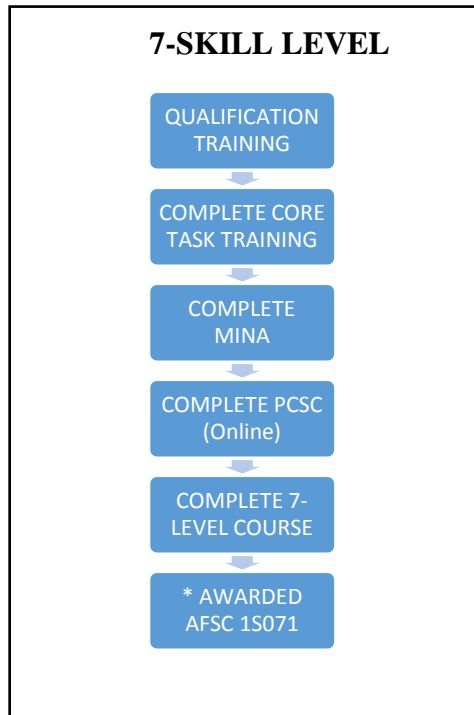 7-SKILL LEVEL
QUALIFICATION
TRAINING
COMPLETE CORE
TASK TRAINING
COMPLETE
MINA
COMPLETE PCSC
(Online)
COMPLETE 7-
LEVEL COURSE
* AWARDED
AFSC 1S071